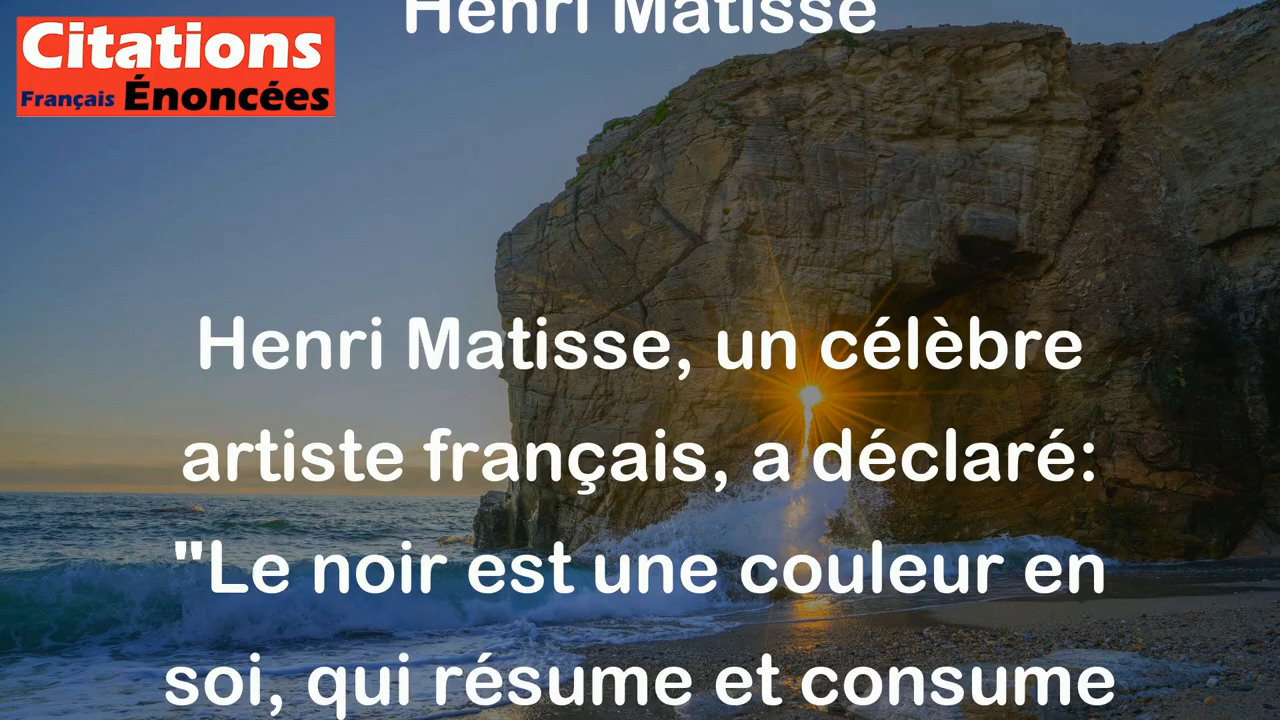 Henri Matisse
Citations
Français Énoncées
Henri Matisse, un célèbre
artiste français, a déclaré:
"Le noir est une couleur en
soi, qui résume et consume